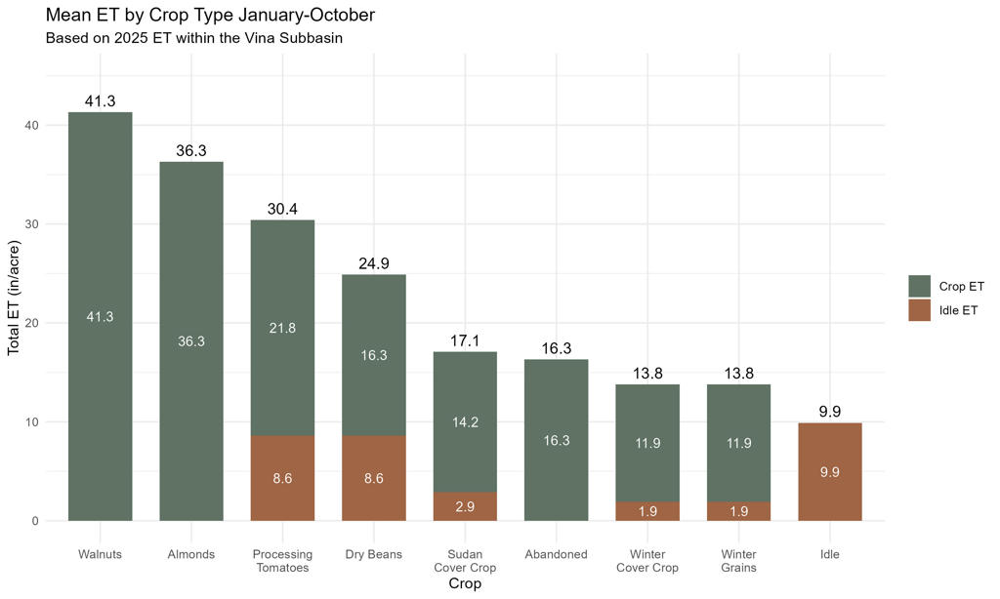 Mean ET by Crop Type January-October
Based on 2025 ET within the Vina Subbasin
Total ET (in/acre)
40
30
20
10
0
41.3
36.3
30.4
24.9
17.1
16.3
13.8
13.8
9.9
41.3
36.3
21.8
16.3
14.2
16.3
11.9
11.9
8.6
8.6
2.9
1.9
1.9
9.9
Walnuts
Almonds
Processing
Tomatoes
Dry Beans
Sudan
Cover Crop
Abandoned
Winter
Cover Crop
Winter
Grains
Idle
Crop
Crop ET
Idle ET